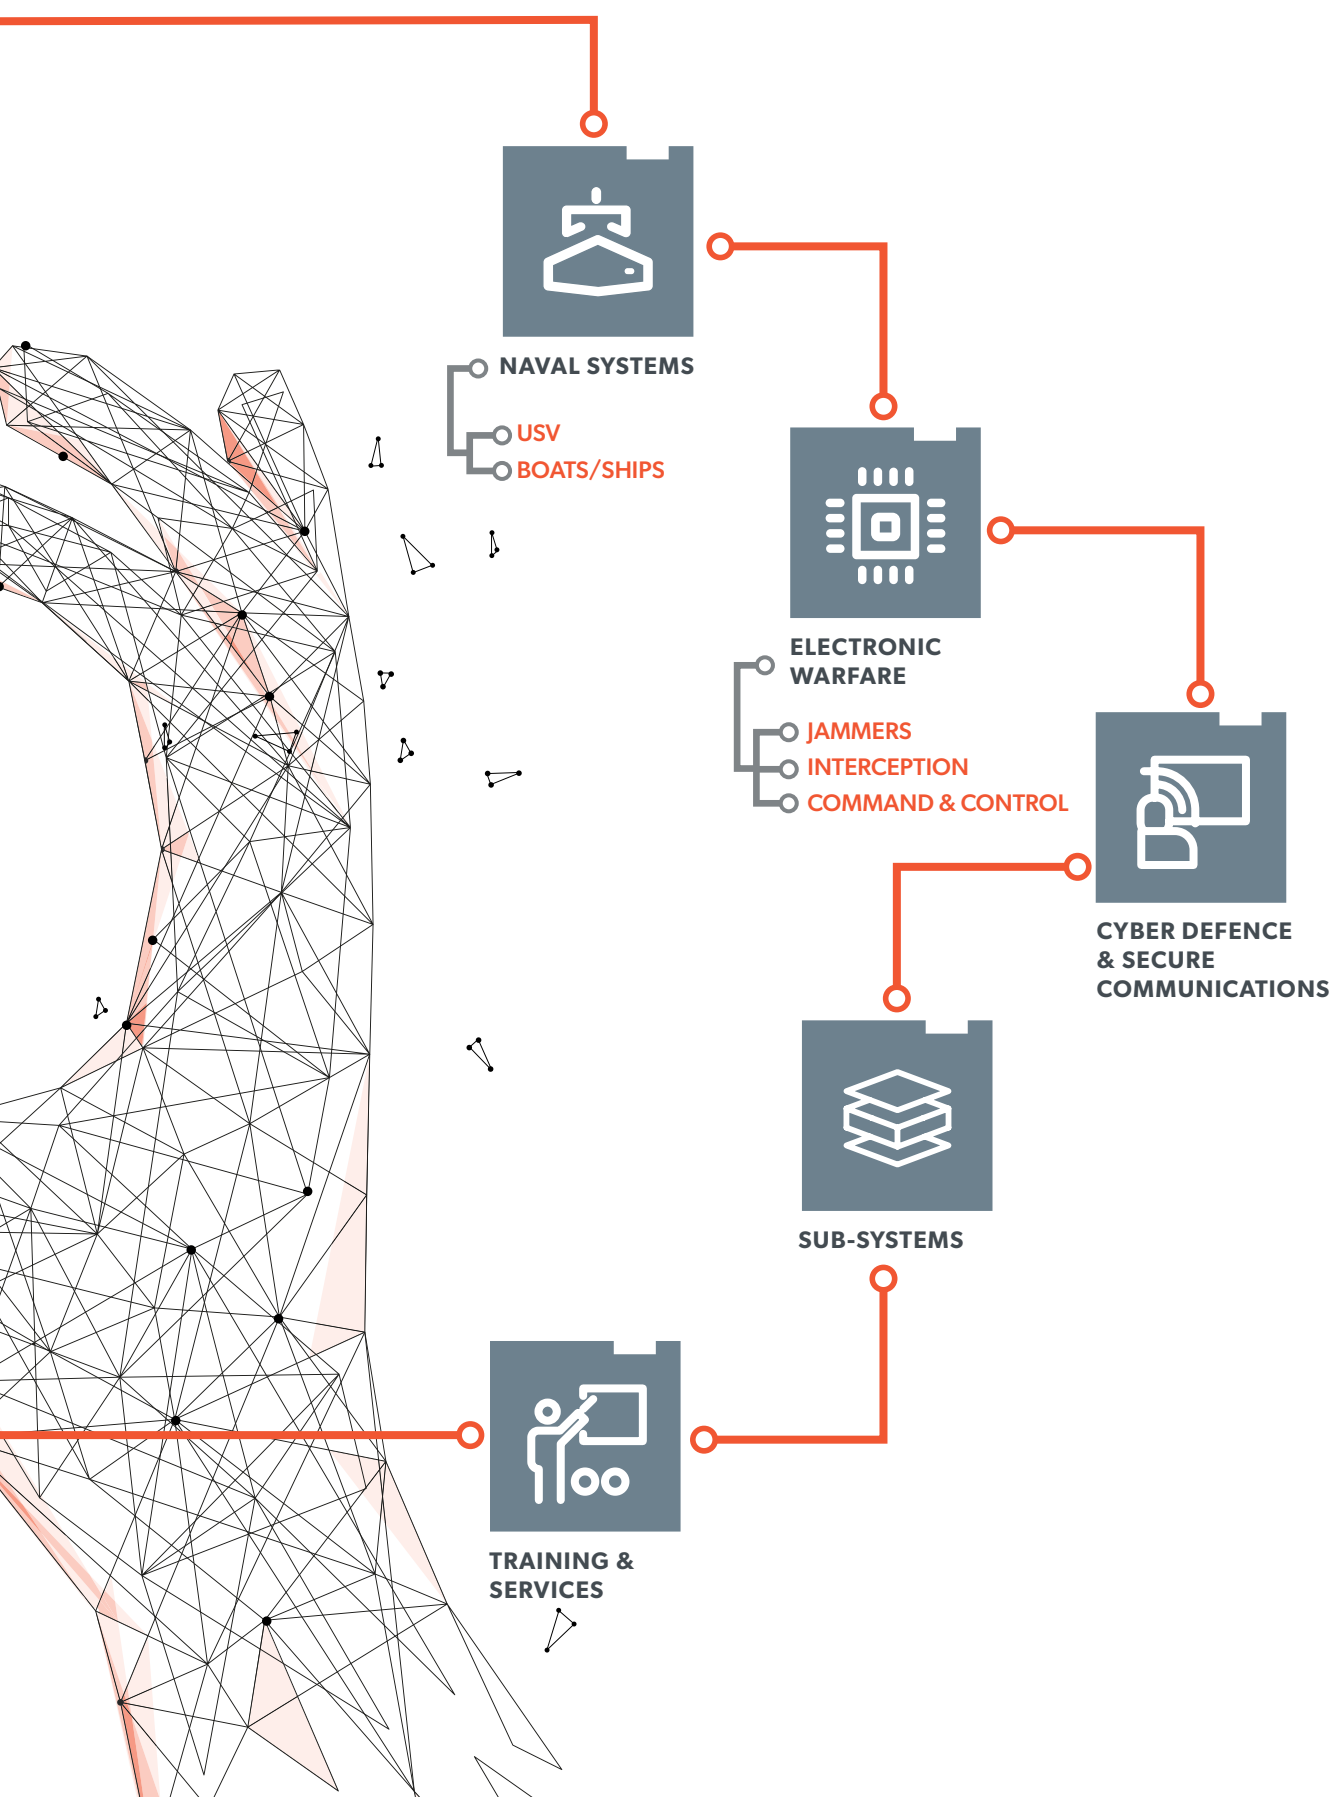 NAVAL SYSTEMS
USV
BOATS/SHIPS
ELECTRONIC
WARFARE
JAMMERS
INTERCEPTION
COMMAND & CONTROL
CYBER DEFENCE
& SECURE
COMMUNICATIONS
SUB-SYSTEMS
TRAINING &
SERVICES